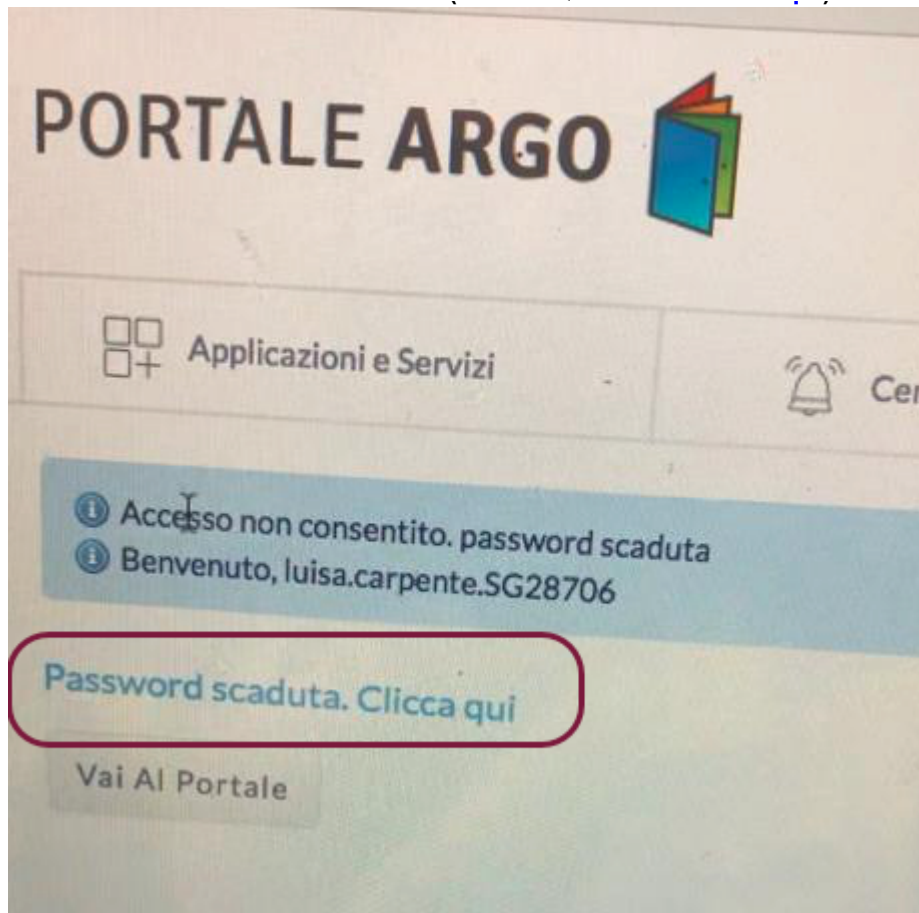 PORTALE ARGO
Applicazioni e Servizi
Cer
Accesso non consentito. password scaduta
Benvenuto, luisa.carpente.SG28706
Password scaduta. Clicca qui
Vai Al Portale